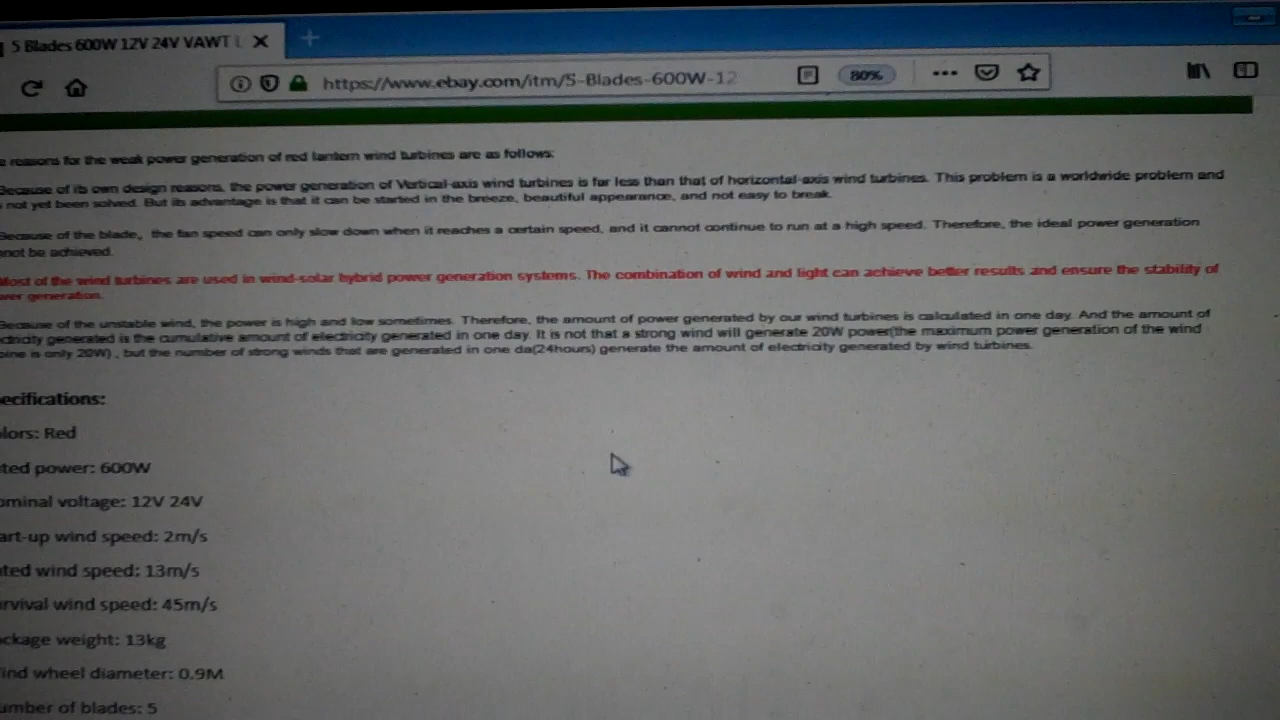 5 Blades 600W 12V 24V VAWT L
https://www.ebay.com/itm/5-Blades-600W-12
80%
e reasons for the weak power generation of red lantern wind turbines are as follows:
Because of its own design reasons, the power generation of Vertical-axis wind turbines is far less than that of horizontal-axis wind turbines. This problem is a worldwide problem and
not yet been solved. But its advantage is that it can be started in the breeze, beautiful appearance, and not easy to break.
Because of the blade, the fan speed can only slow down when it reaches a certain speed, and it cannot continue to run at a high speed. Therefore, the ideal power generation
not be achieved.
Most of the wind turbines are used in wind-solar hybrid power generation systems. The combination of wind and light can achieve better results and ensure the stability of
wer generation.
Because of the unstable wind, the power is high and low sometimes. Therefore, the amount of power generated by our wind turbines is calculated in one day. And the amount of
ctricity generated is the cumulative amount of electricity generated in one day. It is not that a strong wind will generate 20W power(the maximum power generation of the wind
bine is only 20W) , but the number of strong winds that are generated in one da(24hours) generate the amount of electricity generated by wind turbines.
ecifications:
lors: Red
ted power: 600W
ominal voltage: 12V 24V
art-up wind speed: 2m/s
ted wind speed: 13m/s
rvival wind speed: 45m/s
ckage weight: 13kg
ind wheel diameter: 0.9M
umber of blades: 5